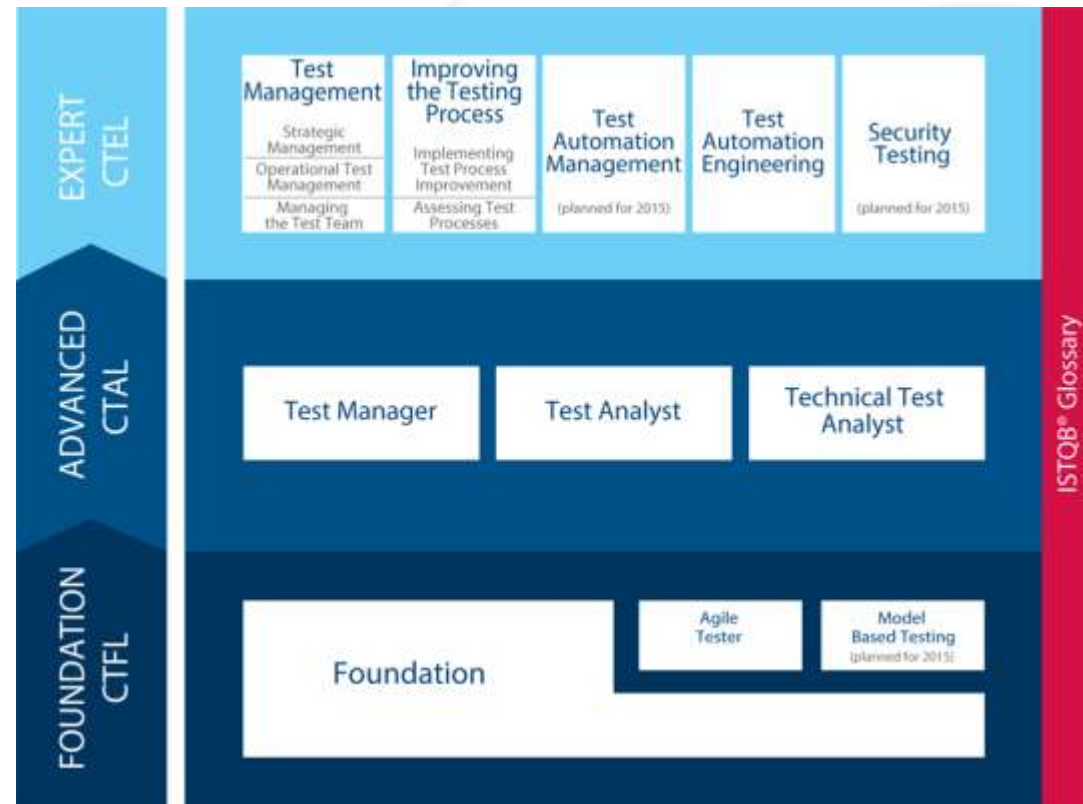 EXPERT
CTEL
Test
Management
Strategic
Management
Operational Test
Management
Managing
the Test Team
Improving
the Testing
Process
Implementing
Test Process
Improvement
Assessing Test
Processes
Test
Automation
Management
(planned for 2015)
Test
Automation
Engineering
Security
Testing
(planned for 2015)
ADVANCED
CTAL
Test Manager
Test Analyst
Technical Test
Analyst
FOUNDATION
CTFL
Foundation
Agile
Tester
Model
Based Testing
(planned for 2015)
ISTQB® Glossary